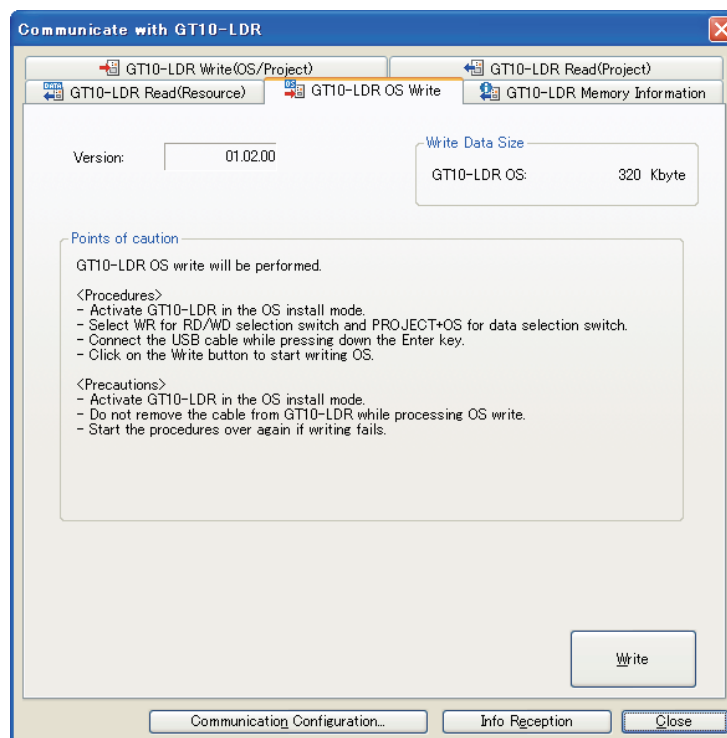 Communicate with GT10-LDR
GT10-LDR Write(OS/Project)
GT10-LDR Read(Project)
GT10-LDR Read(Resource)
GT10-LDR OS Write
GT10-LDR Memory Information
Version:
01.02.00
Write Data Size
GT10-LDR OS:
320 Kbyte
Points of caution
GT10-LDR OS write will be performed.
<Procedures>
- Activate GT10-LDR in the OS install mode.
- Select WR for RD/WD selection switch and PROJECT+OS for data selection switch.
- Connect the USB cable while pressing down the Enter key.
- Click on the Write button to start writing OS.
<Precautions>
- Activate GT10-LDR in the OS install mode.
- Do not remove the cable from GT10-LDR while processing OS write.
- Start the procedures over again if writing fails.
Write
Communication Configuration...
Info Reception
Close